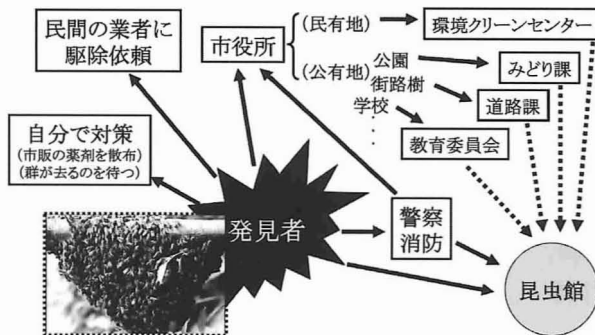 民間の業者に
駆除依頼
市役所
(民有地)
環境クリーンセンター
(公有地)
公園
みどり課
街路樹
道路課
学校
教育委員会
自分で対策
(市販の薬剤を散布)
(群が去るのを待つ)
発見者
警察
消防
昆虫館